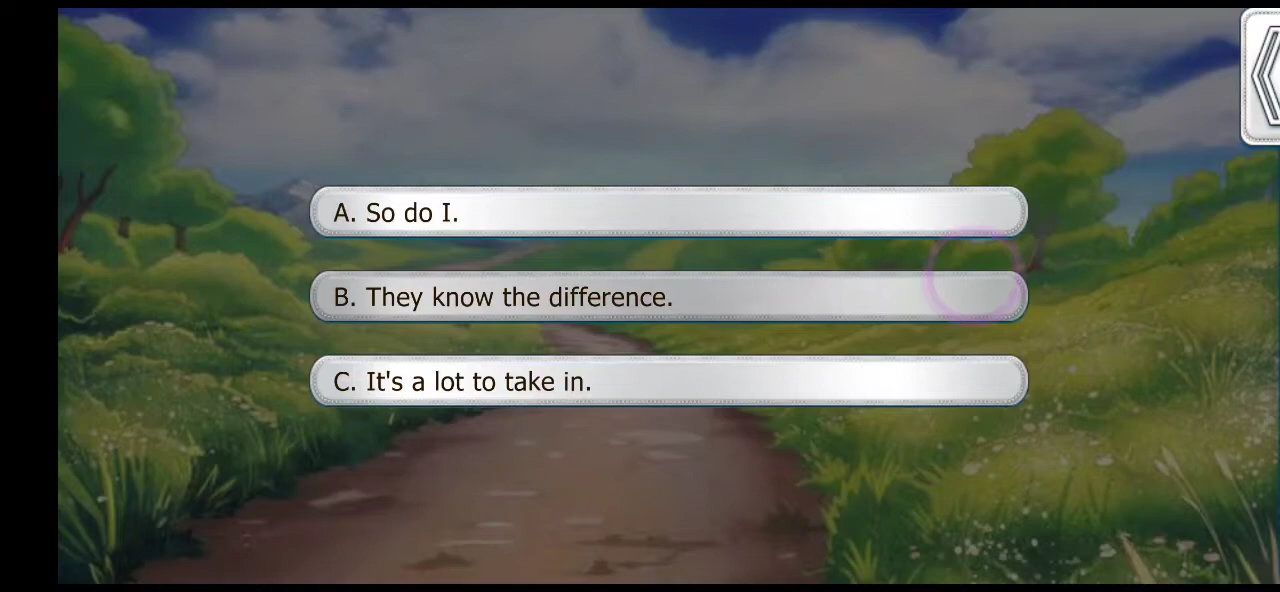 A. So do I.
B. They know the difference.
C. It's a lot to take in.